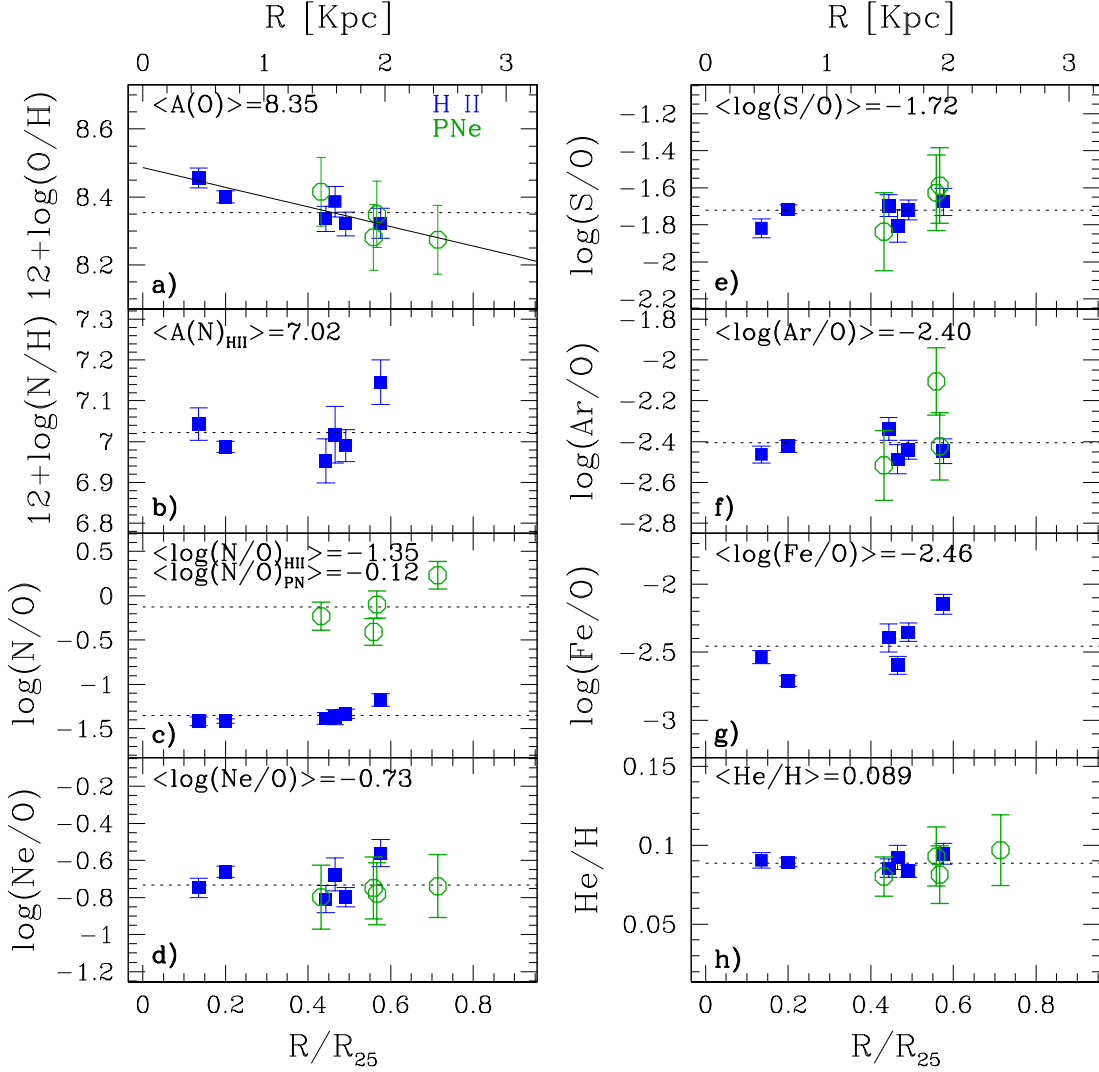 R [Kpc]
0 1 2 3
<A(O)>=8.35
H II
PNe
12+log(O/H)
8.6
8.4
8.2
a)
<A(N)HII>=7.02
12+log(N/H)
7.3
7.2
7.1
7
6.9
6.8
b)
<log(N/O)HII>=−1.35
<log(N/O)PN>=−0.12
log(N/O)
0.5
0
−0.5
−1
−1.5
c)
<log(Ne/O)>=−0.73
log(Ne/O)
−0.2
−0.4
−0.6
−0.8
−1
−1.2
d)
0 0.2 0.4 0.6 0.8
R/R25
R [Kpc]
0 1 2 3
<log(S/O)>=−1.72
log(S/O)
−1.2
−1.4
−1.6
−1.8
−2
−2.2
e)
<log(Ar/O)>=−2.40
log(Ar/O)
−1.8
−2
−2.2
−2.4
−2.6
−2.8
f)
<log(Fe/O)>=−2.46
log(Fe/O)
−2
−2.5
−3
g)
<He/H>=0.089
He/H
0.15
0.1
0.05
h)
0 0.2 0.4 0.6 0.8
R/R25